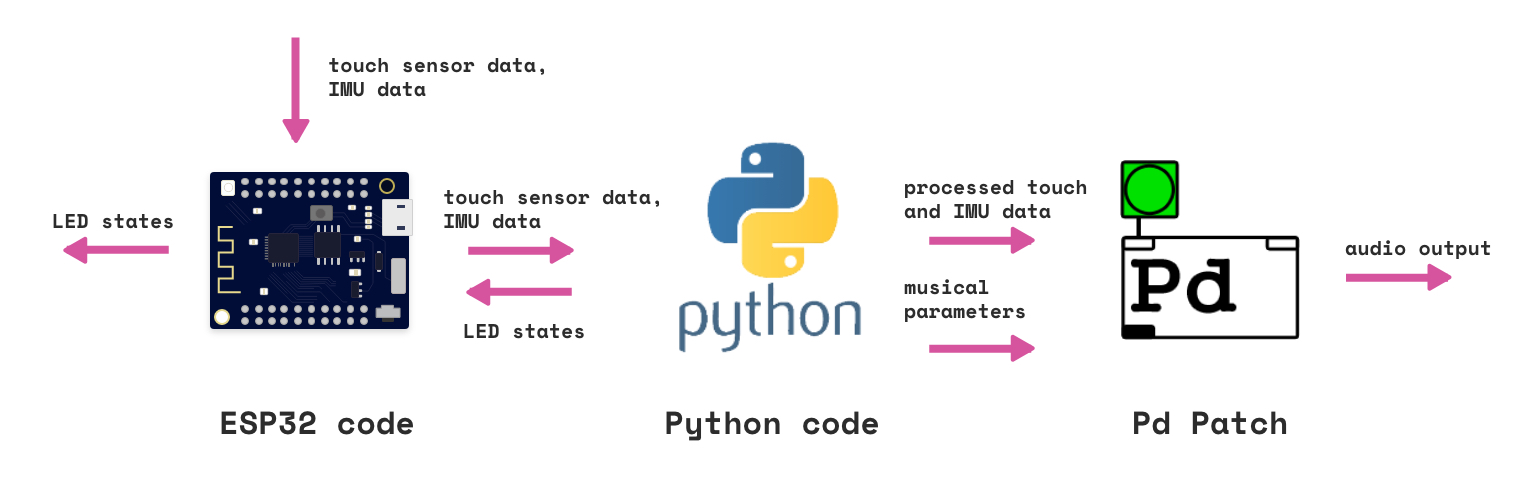 touch sensor data,
IMU data
LED states
touch sensor data,
IMU data
LED states
python
processed touch
and IMU data
musical
parameters
Pd
audio output
ESP32 code
Python code
Pd Patch